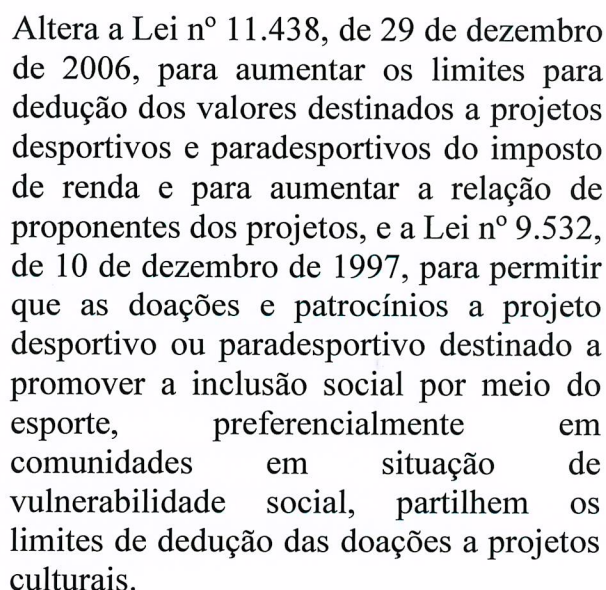 Altera a Lei nº 11.438, de 29 de dezembro
de 2006, para aumentar os limites para
dedução dos valores destinados a projetos
desportivos e paradesportivos do imposto
de renda e para aumentar a relação de
proponentes dos projetos, e a Lei nº 9.532,
de 10 de dezembro de 1997, para permitir
que as doações e patrocínios a projeto
desportivo ou paradesportivo destinado a
promover a inclusão social por meio do
esporte, preferencialmente em
comunidades em situação de
vulnerabilidade social, partilhem os
limites de dedução das doações a projetos
culturais.